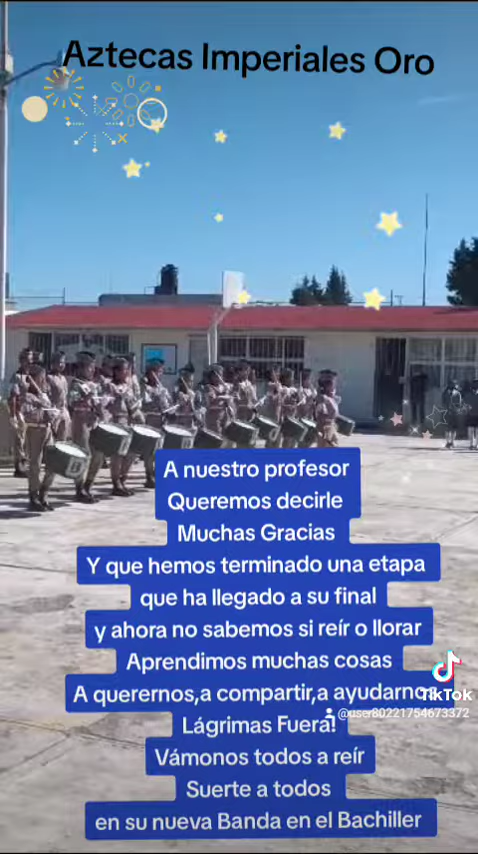 Aztecas Imperiales Oro
A nuestro profesor
Queremos decirle
Muchas Gracias
Y que hemos terminado una etapa
que ha llegado a su final
y ahora no sabemos si reír o llorar
Aprendimos muchas cosas
A querernos,a compartir,a ayudarnos
TikTok
@user80221754673372
Lágrimas Fuera!
Vámonos todos a reír
Suerte a todos
en su nueva Banda en el Bachiller